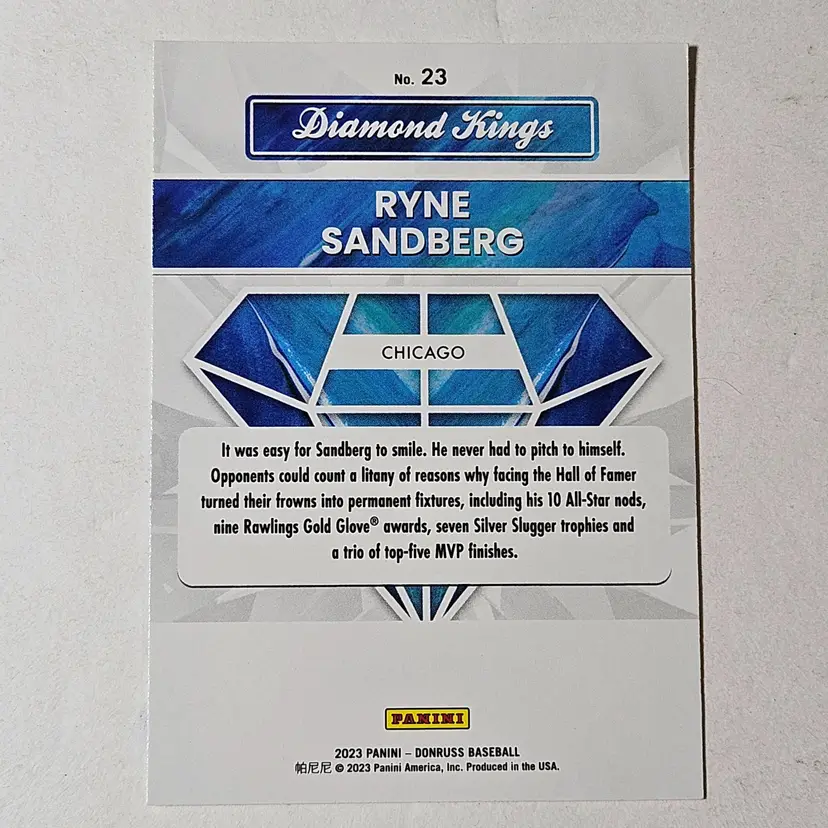 No. 23
Diamond Kings
RYNE
SANDBERG
CHICAGO
It was easy for Sandberg to smile. He never had to pitch to himself.
Opponents could count a litany of reasons why facing the Hall of Famer
turned their frowns into permanent fixtures, including his 10 All-Star nods,
nine Rawlings Gold Glove® awards, seven Silver Slugger trophies and
a trio of top-five MVP finishes.
PANINI
2023 PANINI – DONRUSS BASEBALL
帕尼尼 © 2023 Panini America, Inc. Produced in the USA.